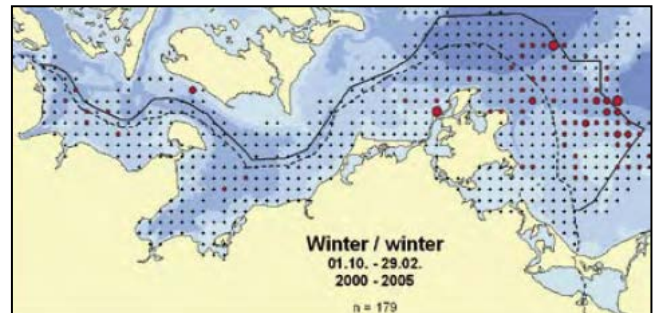 Winter / winter
01.10. - 29.02.
2000 - 2005
n = 179